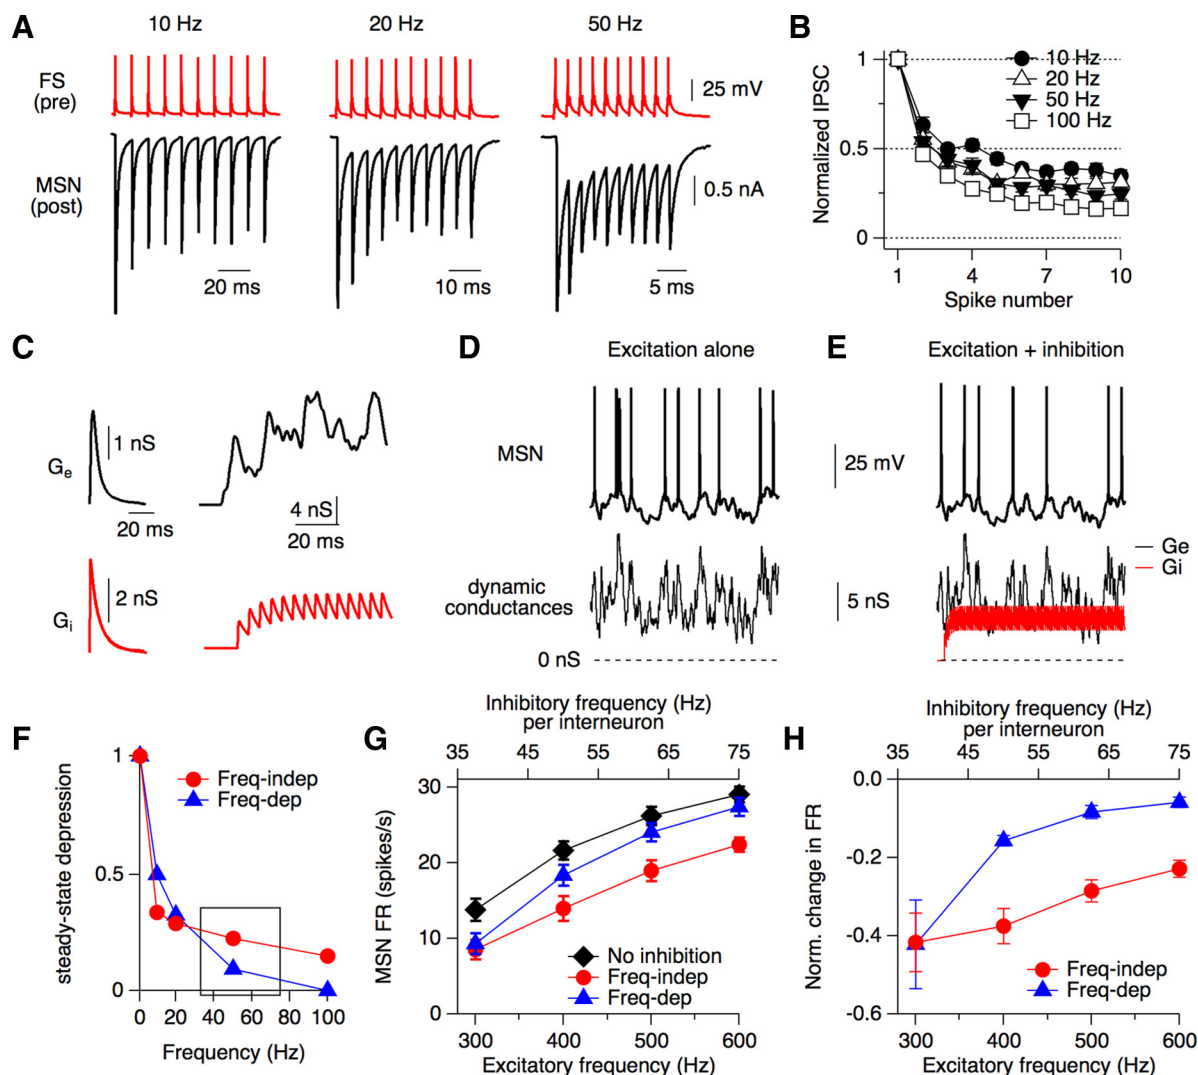 A
10 Hz
20 Hz
50 Hz
FS
(pre)
25 mV
MSN
(post)
0.5 nA
20 ms
10 ms
5 ms
B
Normalized IPSC
1
0.5
0
10 Hz
20 Hz
50 Hz
100 Hz
1 4 7 10
Spike number
C
Ge
1 nS
20 ms
4 nS
20 ms
Gi
2 nS
D
Excitation alone
MSN
dynamic
conductances
0 nS
E
Excitation + inhibition
25 mV
Ge
Gi
5 nS
F
steady-state depression
1
0.5
0
Freq-indep
Freq-dep
0 20 40 60 80 100
Frequency (Hz)
G
Inhibitory frequency (Hz)
per interneuron
35 45 55 65 75
MSN FR (spikes/s)
30
20
10
0
No inhibition
Freq-indep
Freq-dep
300 400 500 600
Excitatory frequency (Hz)
H
Inhibitory frequency (Hz)
per interneuron
35 45 55 65 75
Norm. change in FR
0.0
-0.2
-0.4
-0.6
Freq-indep
Freq-dep
300 400 500 600
Excitatory frequency (Hz)